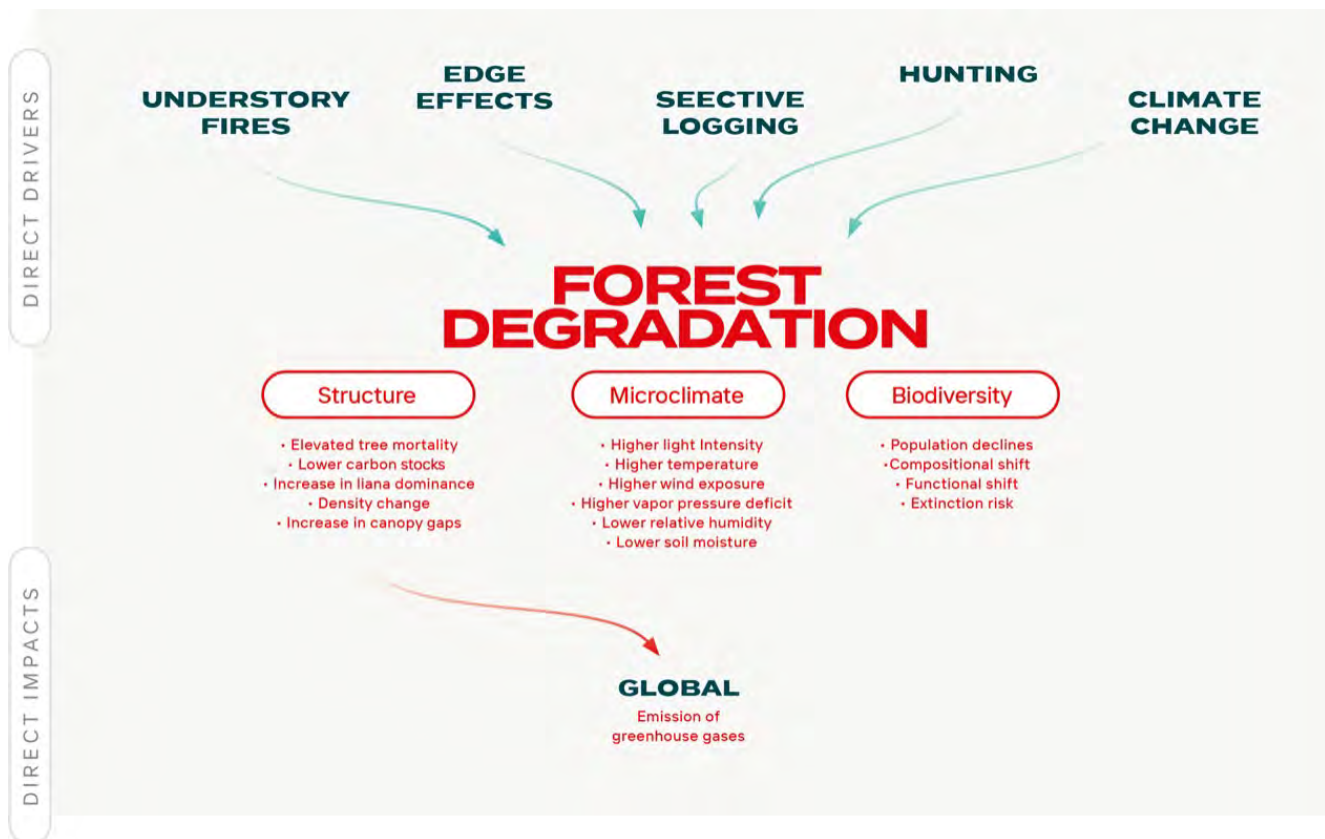 DIRECT DRIVERS
UNDERSTORY
FIRES
EDGE
EFFECTS
SEECTIVE
LOGGING
HUNTING
CLIMATE
CHANGE
FOREST
DEGRADATION
Structure
• Elevated tree mortality
• Lower carbon stocks
• Increase in liana dominance
• Density change
• Increase in canopy gaps
Microclimate
• Higher light Intensity
• Higher temperature
• Higher wind exposure
• Higher vapor pressure deficit
• Lower relative humidity
• Lower soil moisture
Biodiversity
• Population declines
•Compositional shift
• Functional shift
• Extinction risk
DIRECT IMPACTS
GLOBAL
Emission of
greenhouse gases